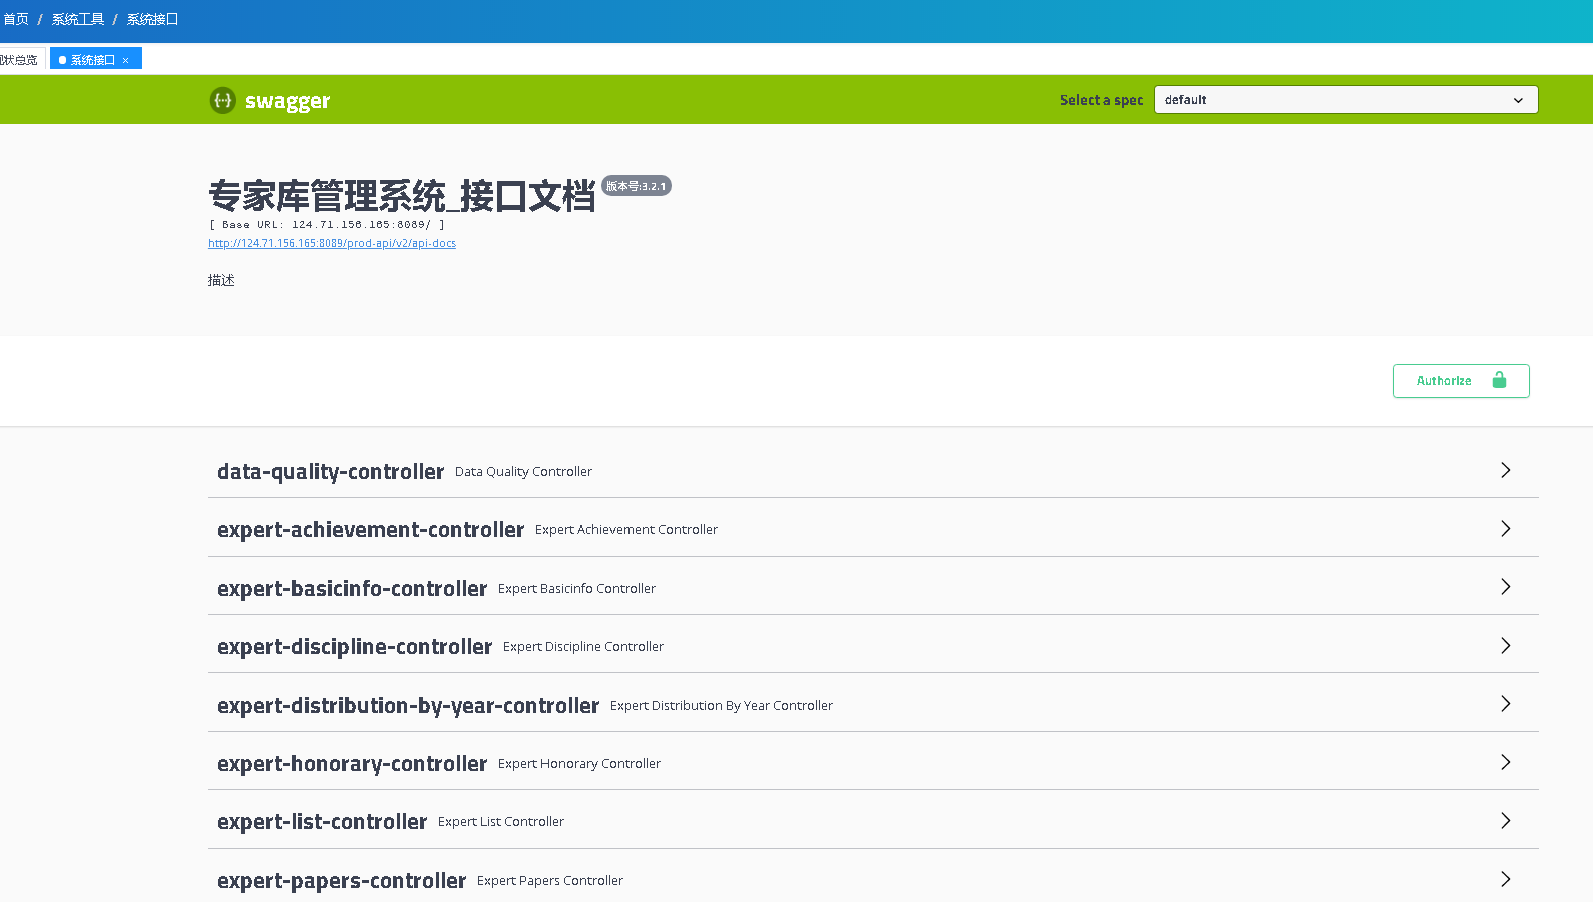 首页 / 系统工具 / 系统接口
状总览
系统接口 ×
swagger
Select a spec
default
专家库管理系统_接口文档
版本号:3.2.1
[ Base URL: 124.71.156.165:8089/ ]
http://124.71.156.165:8089/prod-api/v2/api-docs
描述
Authorize
data-quality-controller Data Quality Controller
expert-achievement-controller Expert Achievement Controller
expert-basicinfo-controller Expert Basicinfo Controller
expert-discipline-controller Expert Discipline Controller
expert-distribution-by-year-controller Expert Distribution By Year Controller
expert-honorary-controller Expert Honorary Controller
expert-list-controller Expert List Controller
expert-papers-controller Expert Papers Controller